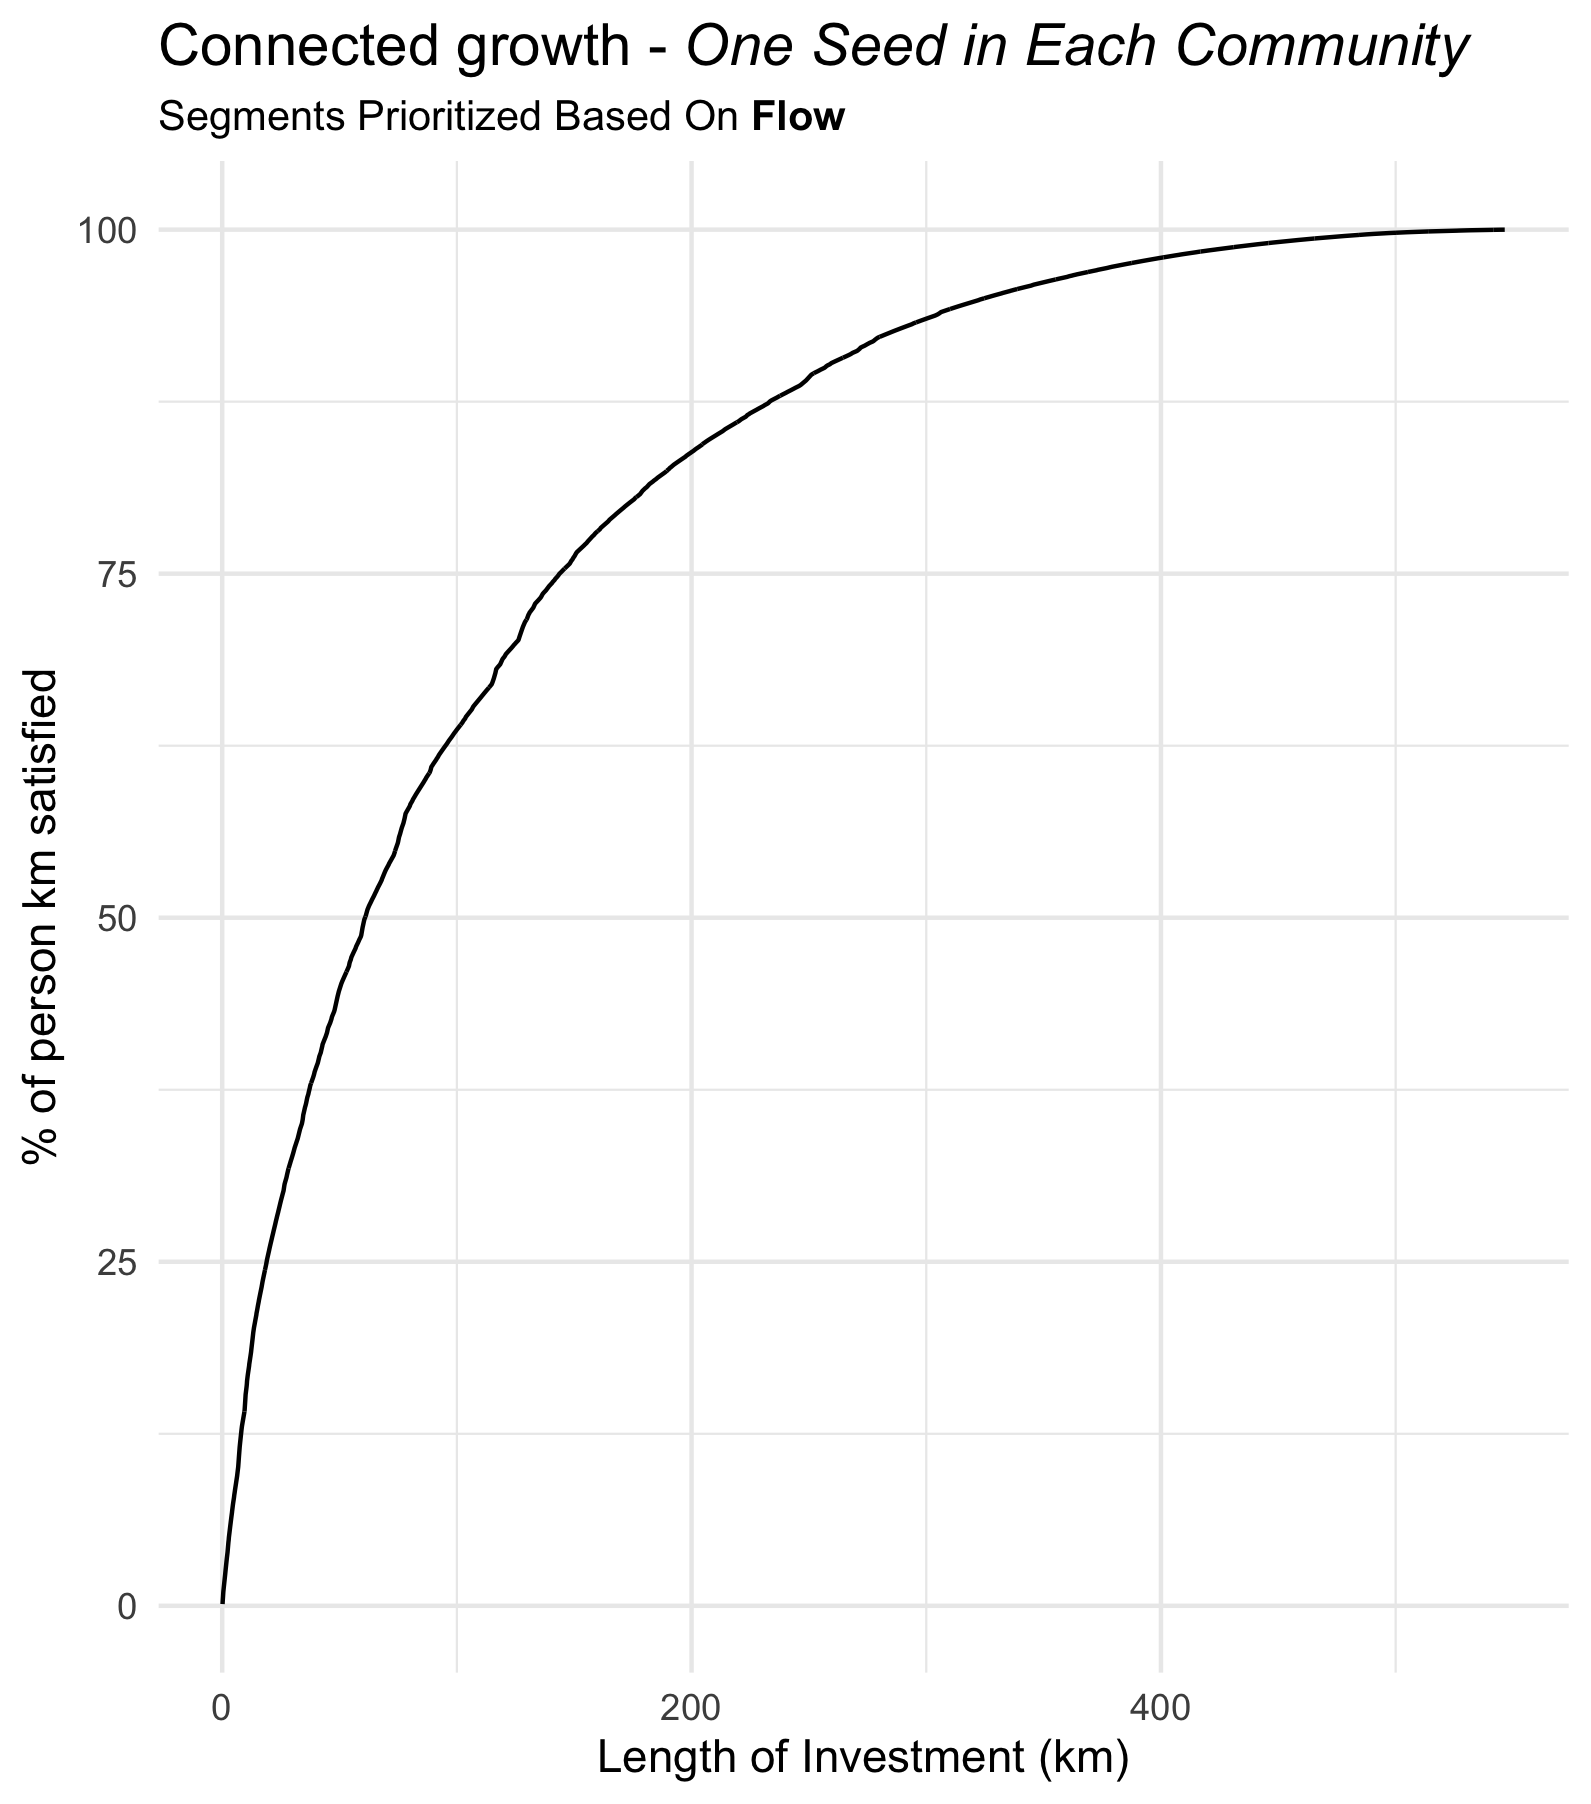 Connected growth - One Seed in Each Community
Segments Prioritized Based On Flow
100
75
50
25
0
% of person km satisfied
0 200 400
Length of Investment (km)